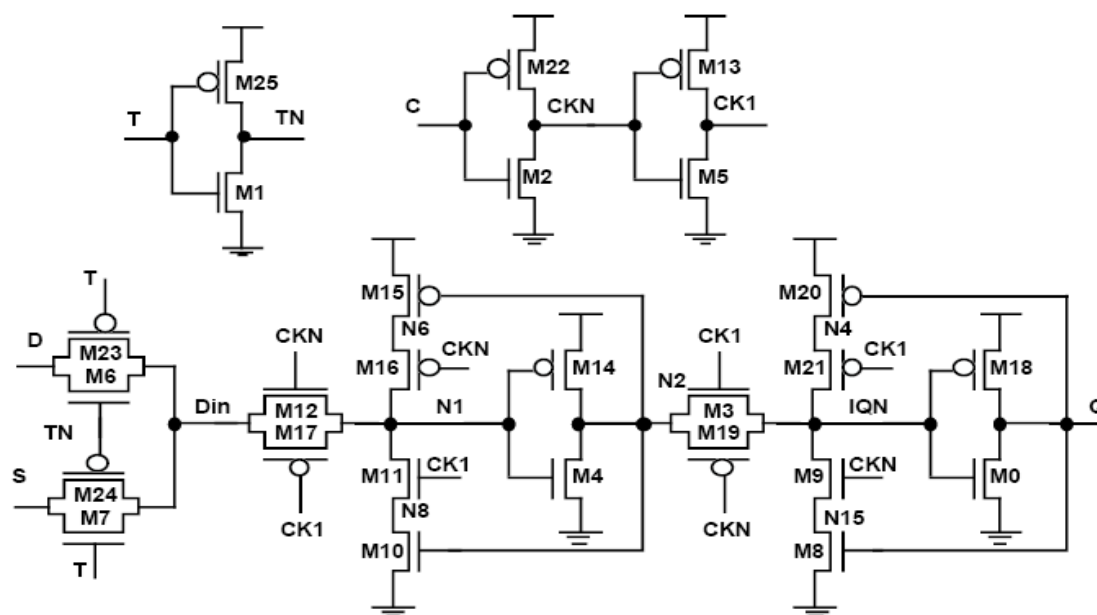 M22
M13
M25
C
CKN
CK1
T
TN
M2
M5
M1
T
M15
M20
N6
N4
D
M23
CKN
CKN
M14
CK1
CK1
M18
M6
M16
N2
M21
Din
M12
N1
M3
IQN
TN
M17
M19
S
M24
M11
CK1
M4
M9
CKN
M0
M7
N8
N15
CK1
CKN
M10
M8
T